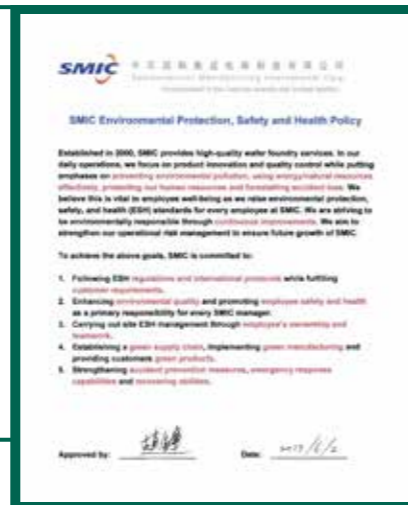 SMIC
SMIC Environmental Protection, Safety and Health Policy
Established in 2000, SMIC provides high-quality wafer foundry services. In our
daily operations, we focus on product innovation and quality control while putting
emphases on preventing environmental pollution, using energy/natural resources
effectively, protecting our human resources and forestalling accident loss. We
believe this is vital to employee well-being as we raise environmental protection,
safety, and health (ESH) standards for every employee at SMIC. We are striving to
be environmentally responsible through continuous improvements. We aim to
strengthen our operational risk management to ensure future growth of SMIC.
To achieve the above goals, SMIC is committed to:
1. Following ESH regulations and international protocols while fulfilling
customer requirements.
2. Enhancing environmental quality and promoting employee safety and health
as a primary responsibility for every SMIC manager.
3. Carrying out site ESH management through employee's ownership and
teamwork.
4. Establishing a green supply chain, implementing green manufacturing and
providing customers green products.
5. Strengthening accident prevention measures, emergency response
capabilities and recovering abilities.
Approved by:
Date: 2017/6/2